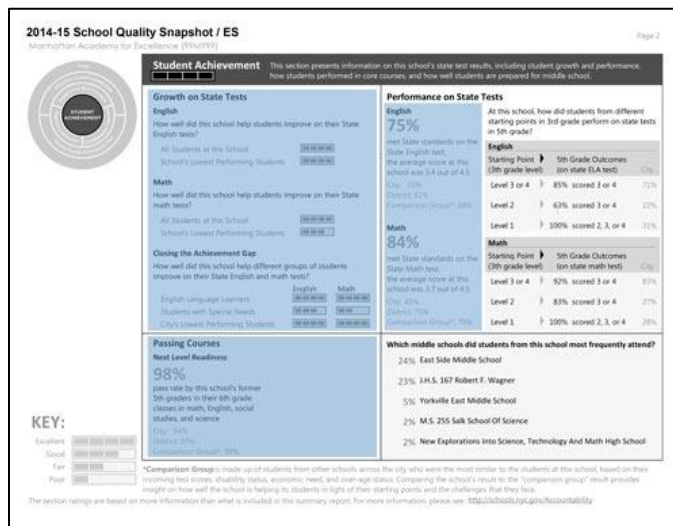 2014-15 School Quality Snapshot / ES
Page 2
Manhattan Academy for Excellence (99M999)
STUDENT
ACHIEVEMENT
Student Achievement
This section presents information on this school's state test results, including student growth and performance,
how students performed in core courses, and how well students are prepared for middle school.
Growth on State Tests
English
How well did this school help students improve on their State
English tests?
All Students at this School
School's Lowest Performing Students
Math
How well did this school help students improve on their State
math tests?
All Students at this School
School's Lowest Performing Students
Closing the Achievement Gap
How well did this school help different groups of students
improve on their State English and math tests?
English Math
English Language Learners
Students with Special Needs
City's Lowest Performing Students
Performance on State Tests
English
75%
met State standards on the
State English test;
the average score at this
school was 3.4 out of 4.5
City:
District:
Comparison Group*: 68%
Math
84%
met State standards on the
State Math test;
the average score at this
school was 3.7 out of 4.5
City:
District:
Comparison Group*:
At this school, how did students from different
starting points in 3rd grade perform on state tests
in 5th grade?
English
Starting Point 5th Grade Outcomes
(3th grade level) (on state ELA test) City
Level 3 or 4 85% scored 3 or 4 71%
Level 2 63% scored 3 or 4 22%
Level 1 100% scored 2, 3, or 4 31%
Math
Starting Point 5th Grade Outcomes
(3th grade level) (on state math test) City
Level 3 or 4 92% scored 3 or 4 83%
Level 2 83% scored 3 or 4 27%
Level 1 100% scored 2, 3, or 4 28%
Passing Courses
Next Level Readiness
98%
pass rate by this school's former
5th graders in their 6th grade
classes in math, English, social
studies, and science
City: 94%
District: 97%
Comparison Group*: 99%
Which middle schools did students from this school most frequently attend?
24% East Side Middle School
23% J.H.S. 167 Robert F. Wagner
5% Yorkville East Middle School
2% M.S. 255 Salk School Of Science
2% New Explorations Into Science, Technology And Math High School
KEY:
Excellent
Good
Fair
Poor
*Comparison Group is made up of students from other schools across the city who were the most similar to the students at this school, based on their
incoming test scores, disability status, economic need, and over-age status. Comparing the school's result to the "comparison group" result provides
insight on how well the school is helping its students in light of their starting points and the challenges that they face.
The section ratings are based on more information than what is included in this summary report. For more information, please see: http://schools.nyc.gov/Accountability